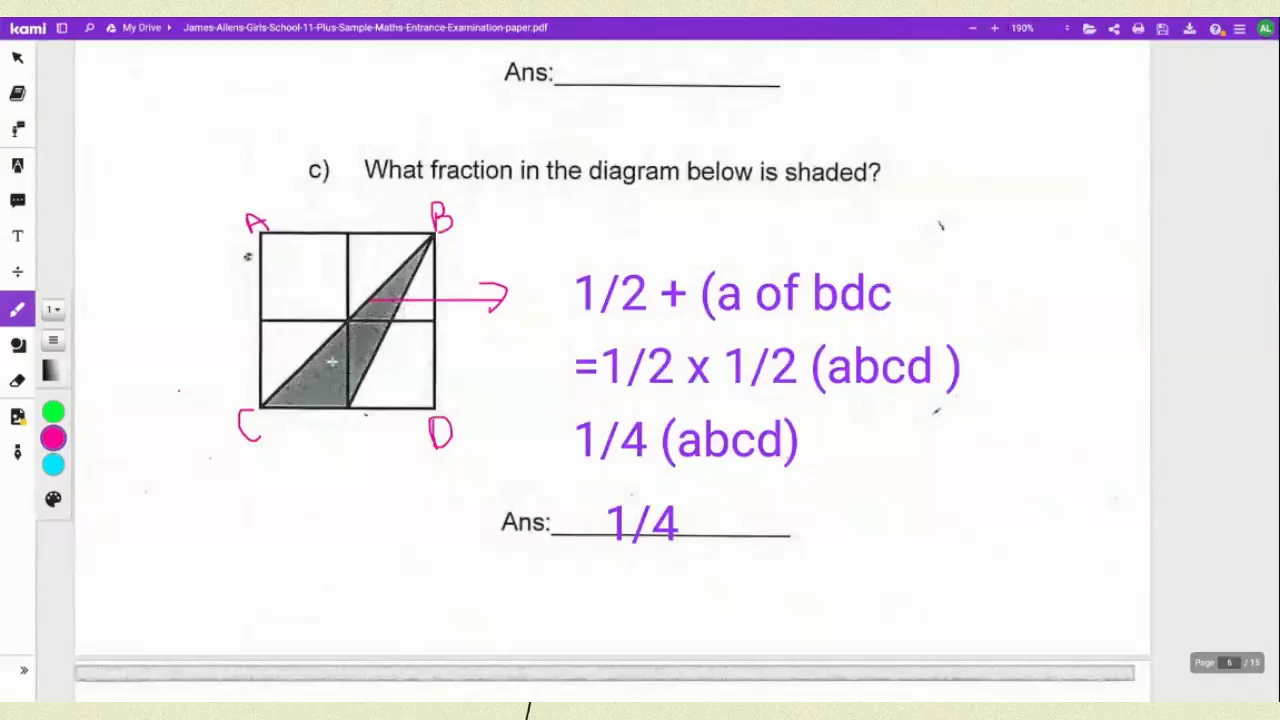 kami My Drive James-Allens-Girls-School-11-Plus-Sample-Maths-Entrance-Examination-paper.pdf 190% AL
Ans:
c) What fraction in the diagram below is shaded?
A B
1/2 + (a of bdc
=1/2 x 1/2 (abcd )
1/4 (abcd)
C D
Ans: 1/4
T
1
Page 6 / 15